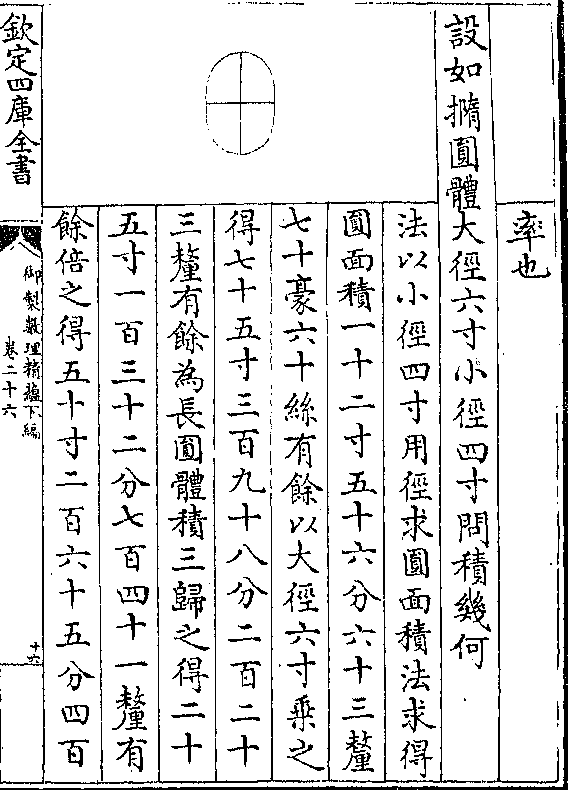 率也
設如撱圓體大徑六寸小徑四寸問積幾何
法以小徑四寸用徑求圓面積法求得
圓面積一十二寸五十六分六十三釐
七十豪六十絲有餘以大徑六寸乗之
得七十五寸三百九十八分二百二十
三釐有餘為長圓體積三歸之得二十
五寸一百三十二分七百四十一釐有
餘倍之得五十寸二百六十五分四百
欽定四庫全書
御製數理精藴下編
卷二十六
十六